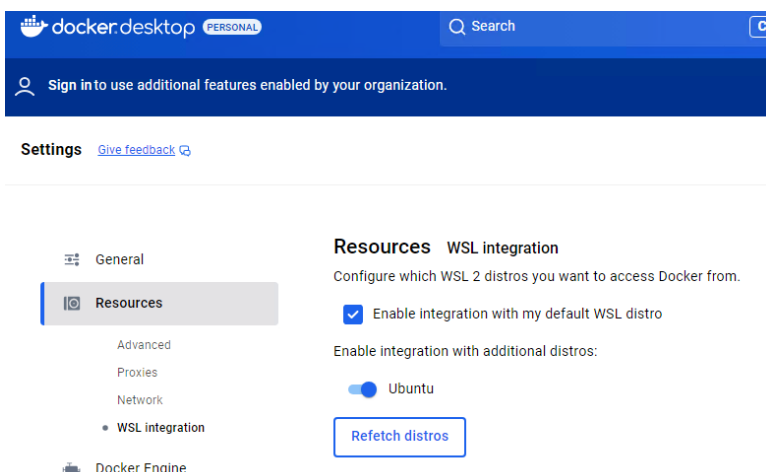 docker.desktop PERSONAL
Search
C
Sign in to use additional features enabled by your organization.
Settings Give feedback
General
Resources
Advanced
Proxies
Network
WSL integration
Docker Engine
Resources WSL integration
Configure which WSL 2 distros you want to access Docker from.
Enable integration with my default WSL distro
Enable integration with additional distros:
Ubuntu
Refetch distros